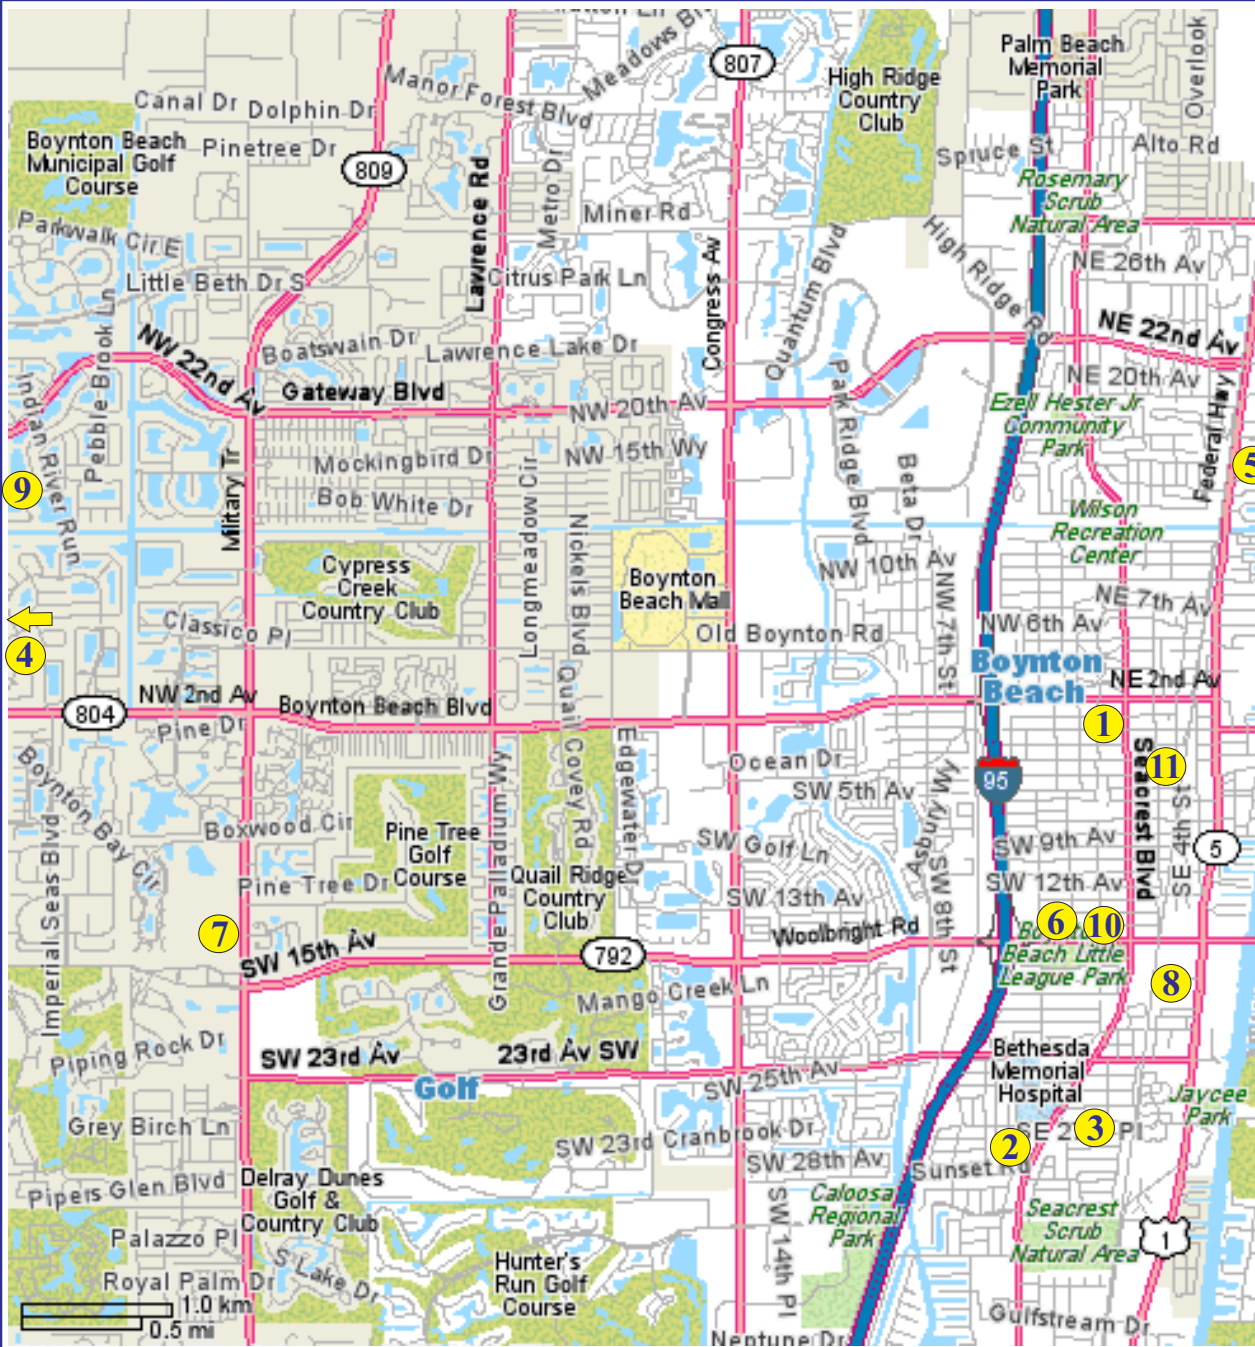 Meadows Blvd
807
Palm Beach
Memorial
Park
Overlook
Manor Forest Blvd
High Ridge
Country
Club
Canal Dr
Dolphin Dr
Boynton Beach
Municipal Golf
Course
Pinetree Dr
809
Lawrence Rd
Metro Dr
Spruce St
Alto Rd
Rosemary
Scrub
Natural Area
Miner Rd
Parkwalk Cir E
Little Beth Dr S
Citrus Park Ln
Congress Av
Quantum Blvd
High Ridge Rd
NE 26th Av
Pebble Brook Ln
NW 22nd Av
Boatswain Dr
Lawrence Lake Dr
NE 22nd Av
Gateway Blvd
NW 20th Av
NE 20th Av
Indian River Run
Park Ridge Blvd
Ezell Hester Jr
Community
Park
Federal Hwy
Mockingbird Dr
NW 15th Wy
Beta Dr
5
9
Military Tr
Bob White Dr
Longmeadow Cir
Nickels Blvd
Wilson
Recreation
Center
Cypress
Creek
Country Club
Boynton
Beach Mall
NW 10th Av
NW 7th St
NE 7th Av
Classico Pl
Old Boynton Rd
NW 6th Av
4
Boynton
Beach
NW 2nd Av
Boynton Beach Blvd
NE 2nd Av
804
Pine Dr
Quail Covey Rd
1
Boynton Bay Cir
Edgewater Dr
Ocean Dr
Seacrest Blvd
11
Grande Palladium Wy
SW 5th Av
Asbury Wy
95
SE 4th St
Imperial Seas Blvd
Boxwood Cir
Pine Tree
Golf
Course
SW Golf Ln
SW 9th Av
5
Pine Tree Dr
Quail Ridge
Country
Club
SW 13th Av
SW 8th St
SW 12th Av
7
SW 15th Av
792
Woolbright Rd
6
10
Beach Little
League Park
Mango Creek Ln
8
Piping Rock Dr
SW 23rd Av
23rd Av SW
Bethesda
Memorial
Hospital
Golf
SW 25th Av
Jaycee
Park
Grey Birch Ln
SW 23rd
Cranbrook Dr
3
2
Pipers Glen Blvd
Delray Dunes
Golf &
Country Club
SW 28th Av
Sunset Rd
SW 14th Pl
Caloosa
Regional
Park
Seacrest
Scrub
Natural Area
1
Palazzo Pl
S Lake Dr
Hunter's
Run Golf
Course
Royal Palm Dr
1.0 km
0.5 mi
Gulfstream Dr
Neptune Dr